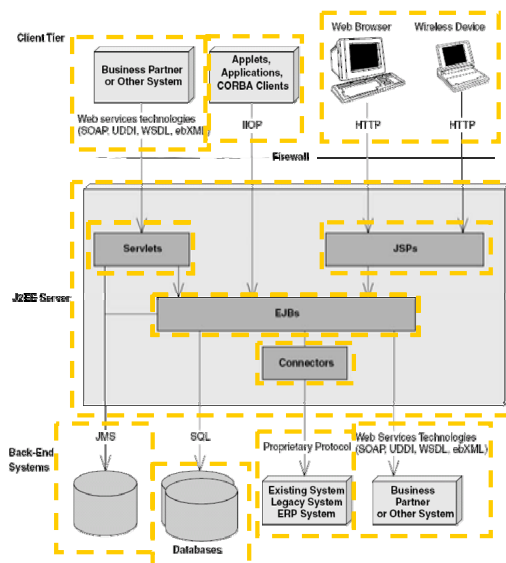 Client Tier
Web Browser
Wireless Device
Business Partner
or Other System
Applets,
Applications,
CORBA Clients
Web services technologies
(SOAP, UDDI, WSDL, ebXML)
IIOP
HTTP
HTTP
Firewall
Servlets
JSPs
J2EE Server
EJBs
Connectors
JMS
SQL
Proprietary Protocol
Web Services Technologies
(SOAP, UDDI, WSDL, ebXML)
Back-End
Systems
Existing System
Legacy System
ERP System
Business
Partner
or Other System
Databases